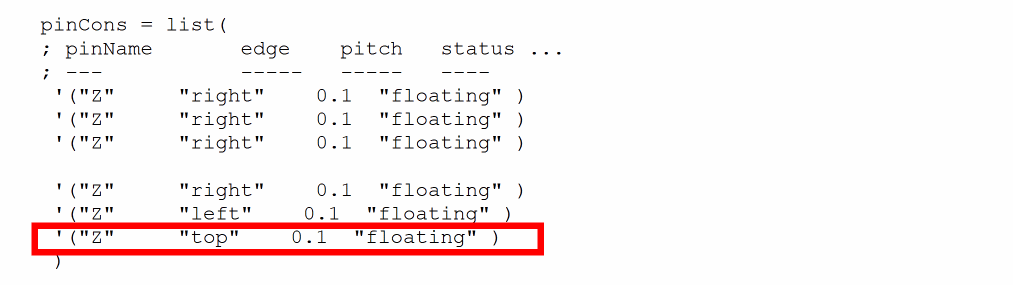 pinCons = list(
; pinName edge pitch status ...
; --- ----- ----- ----
'("Z" "right" 0.1 "floating" )
'("Z" "right" 0.1 "floating" )
'("Z" "right" 0.1 "floating" )
'("Z" "right" 0.1 "floating" )
'("Z" "left" 0.1 "floating" )
'("Z" "top" 0.1 "floating" )
)